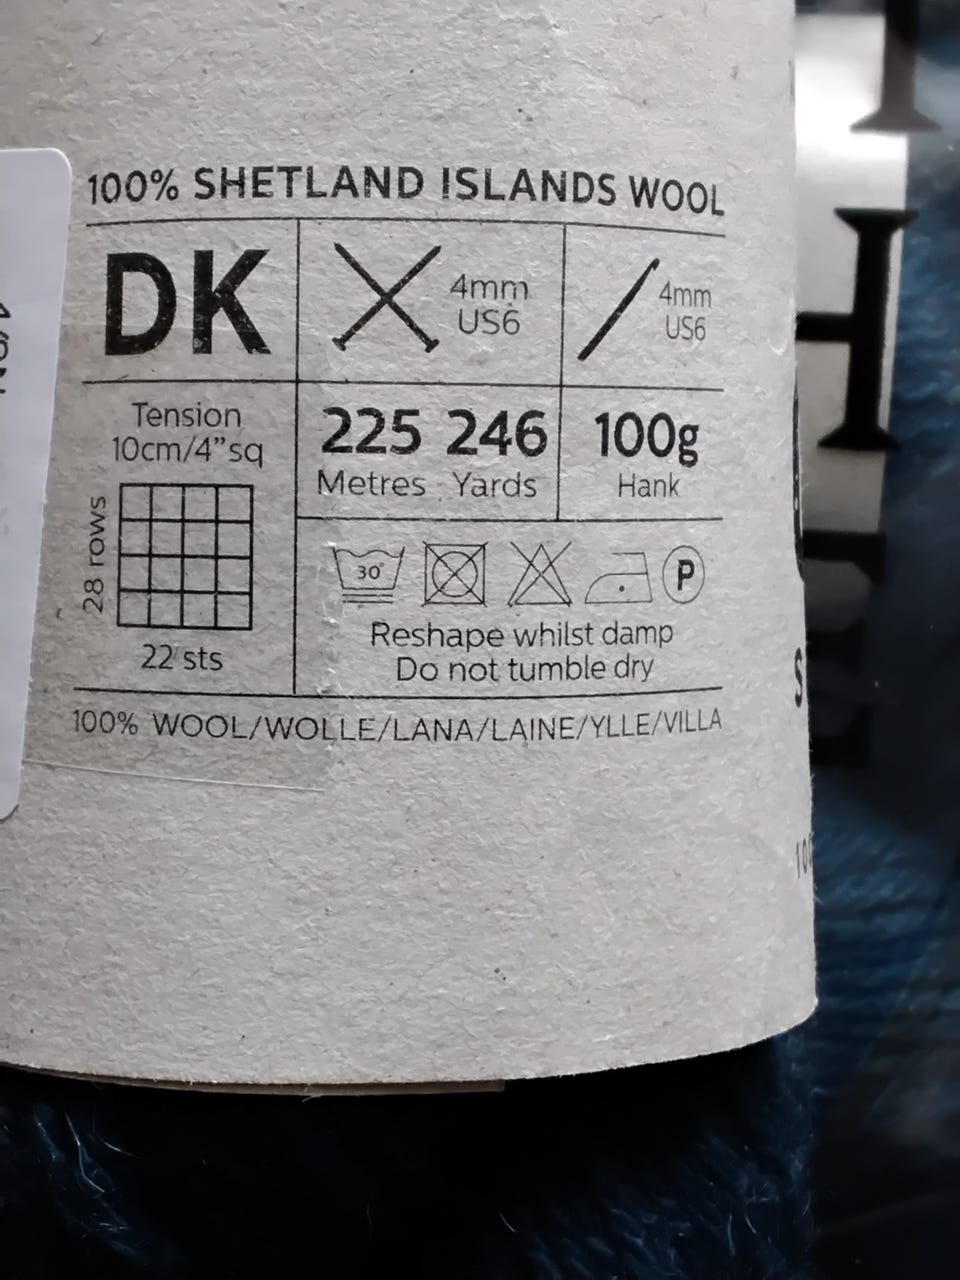 100% SHETLAND ISLANDS WOOL
DK
4mm
US6
4mm
US6
Tension
10cm/4"sq
28 rows
22 sts
225 246
Metres Yards
100g
Hank
30°
P
Reshape whilst damp
Do not tumble dry
100% WOOL/WOLLE/LANA/LAINE/YLLE/VILLA